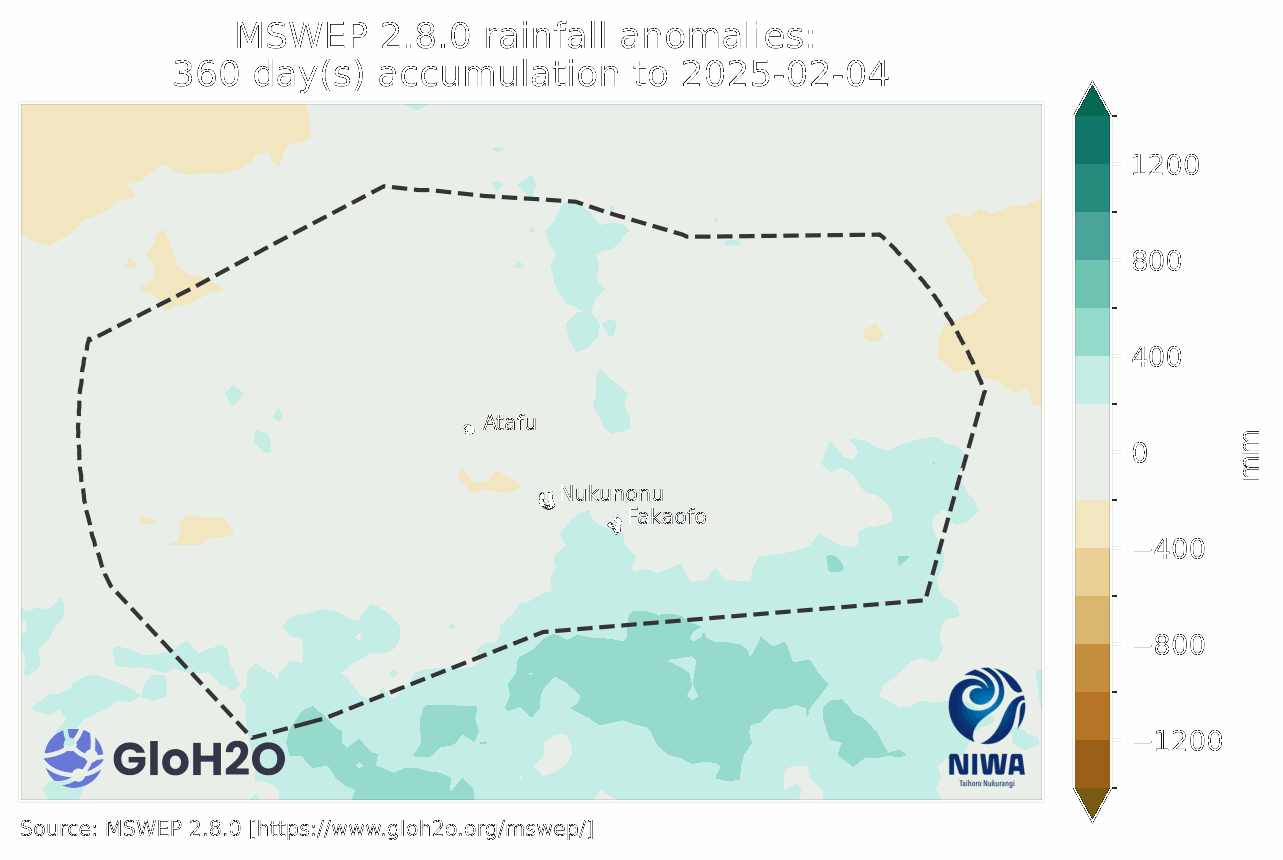 MSWEP 2.8.0 rainfall anomalies:
360 day(s) accumulation to 2025-02-04
1200
800
400
0
−400
−800
−1200
mm
Atafu
Nukunonu
Fakaofo
GloH2O
NIWA
Taihoro Nukurangi
Source: MSWEP 2.8.0 [https://www.gloh2o.org/mswep/]